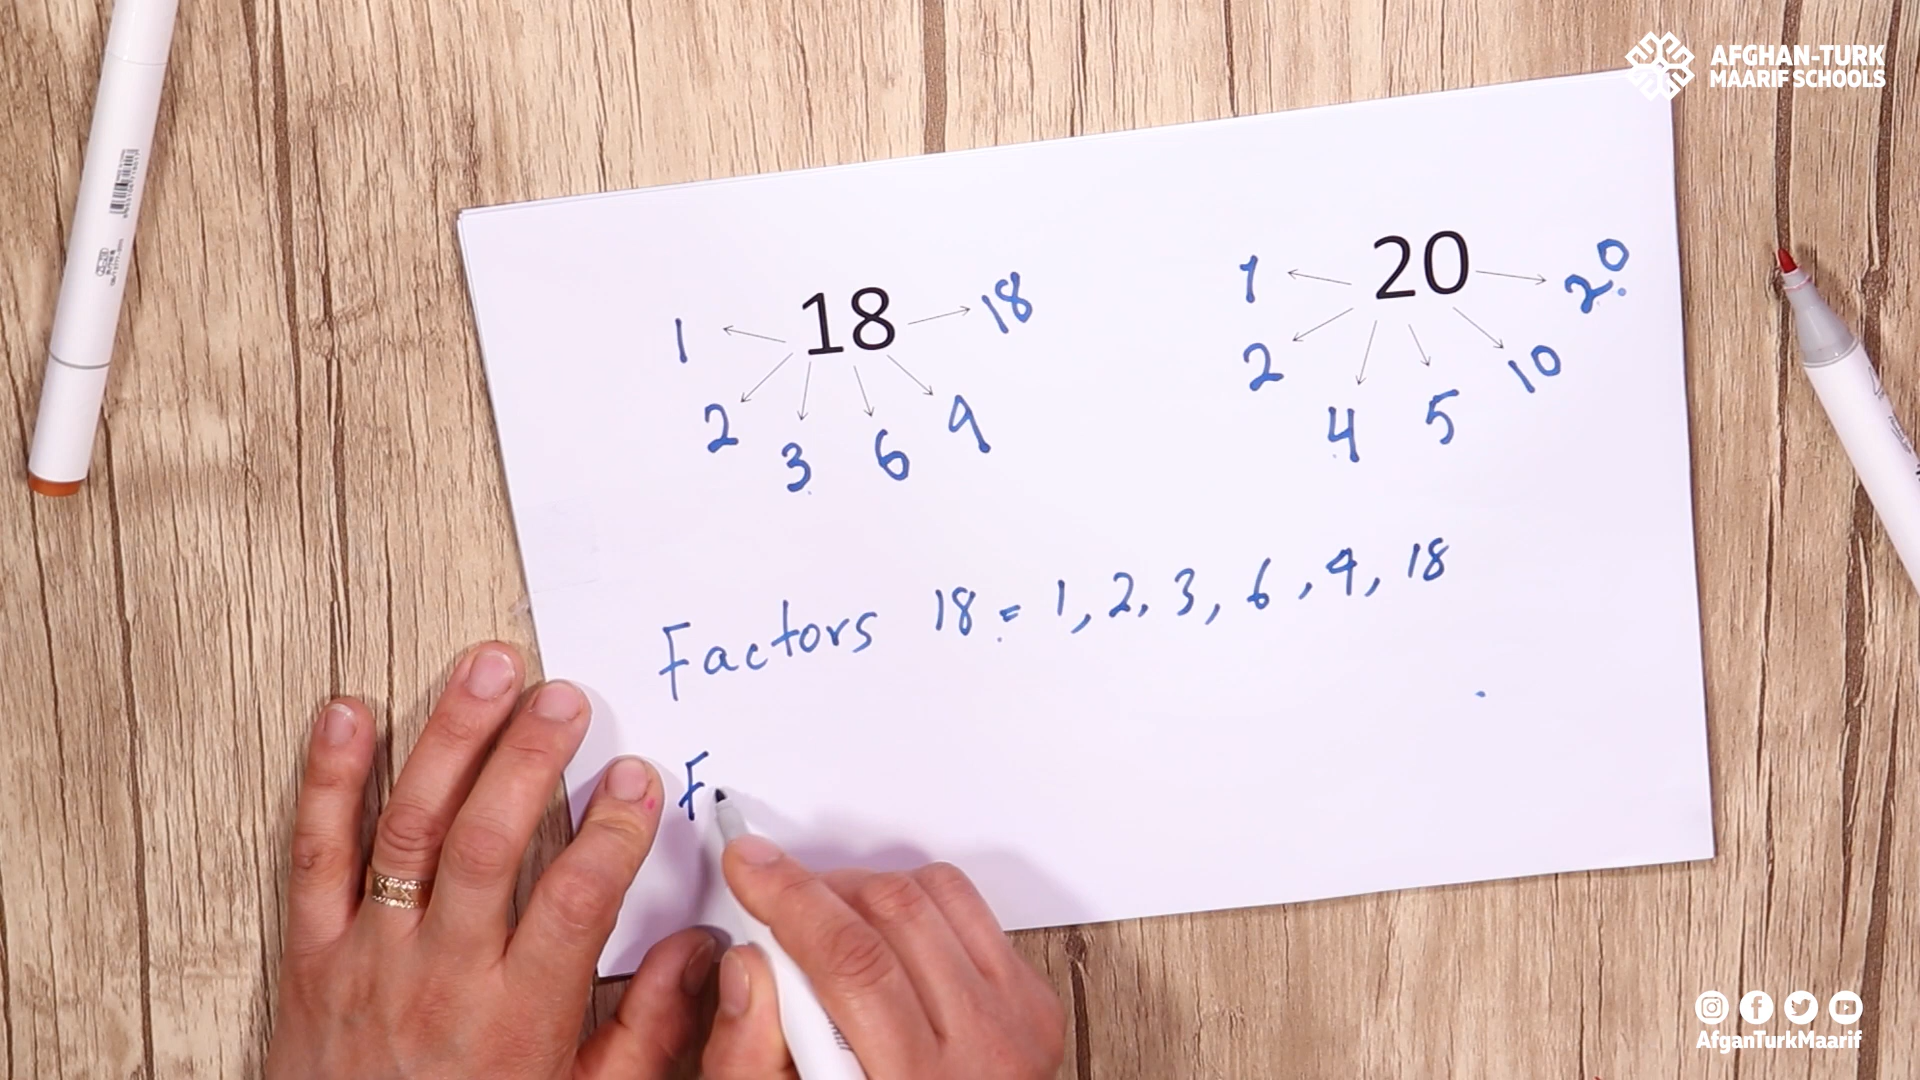 AFGHAN-TURK
MAARIF SCHOOLS
18
1
2
3
6
9
18
20
1
2
4
5
10
20
Factors 18 = 1, 2, 3, 6, 9, 18
F
AfganTurkMaarif